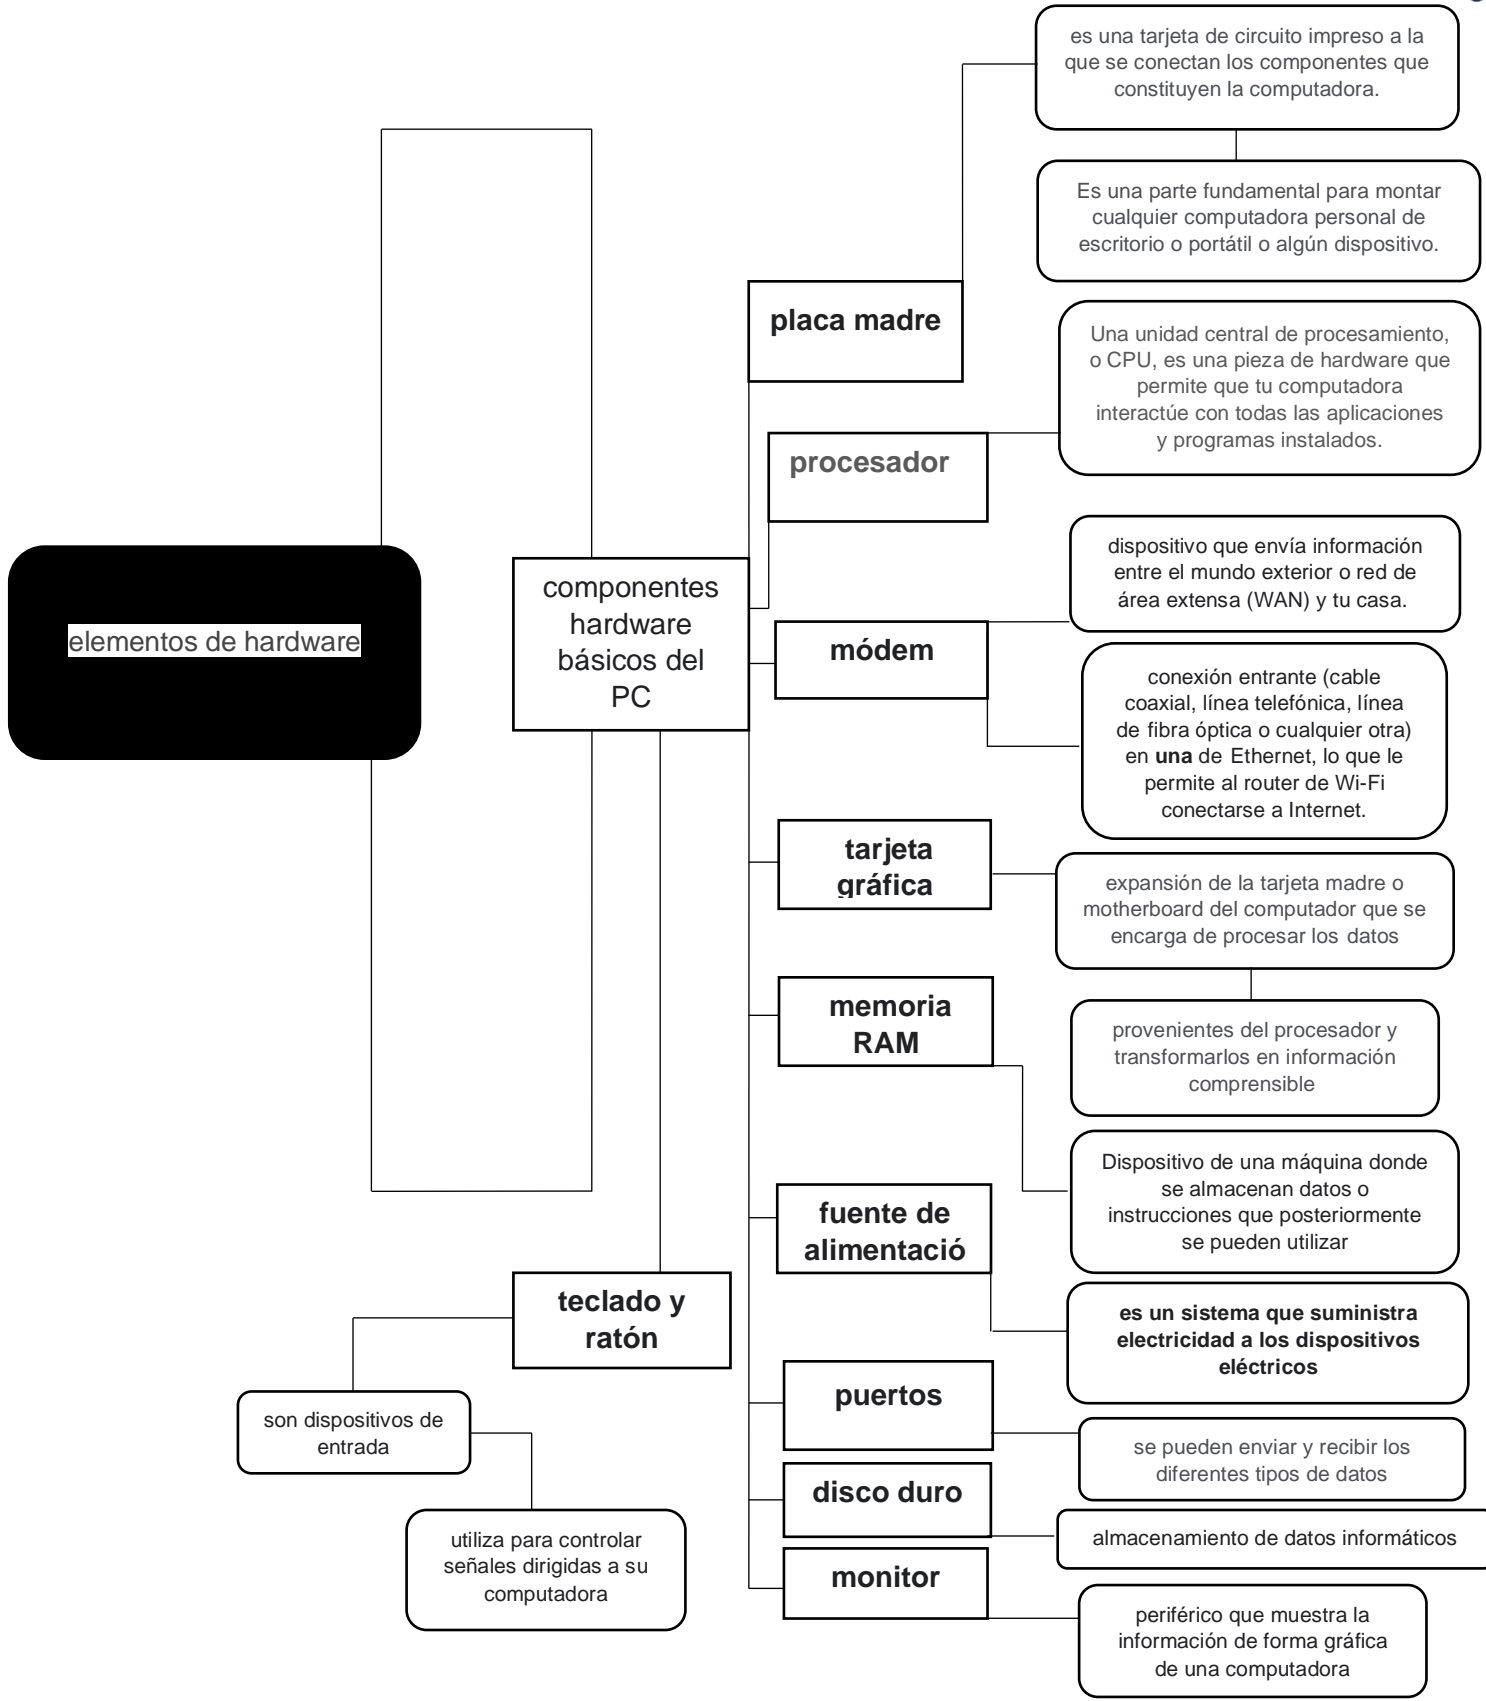 es una tarjeta de circuito impreso a la
que se conectan los componentes que
constituyen la computadora.
Es una parte fundamental para montar
cualquier computadora personal de
escritorio o portátil o algún dispositivo.
placa madre
Una unidad central de procesamiento,
o CPU, es una pieza de hardware que
permite que tu computadora
interactúe con todas las aplicaciones
y programas instalados.
procesador
elementos de hardware
componentes
hardware
básicos del
PC
dispositivo que envía información
entre el mundo exterior o red de
área extensa (WAN) y tu casa.
módem
conexión entrante (cable
coaxial, línea telefónica, línea
de fibra óptica o cualquier otra)
en una de Ethernet, lo que le
permite al router de Wi-Fi
conectarse a Internet.
tarjeta
gráfica
expansión de la tarjeta madre o
motherboard del computador que se
encarga de procesar los datos
memoria
RAM
provenientes del procesador y
transformarlos en información
comprensible
Dispositivo de una máquina donde
se almacenan datos o
instrucciones que posteriormente
se pueden utilizar
fuente de
alimentació
es un sistema que suministra
electricidad a los dispositivos
eléctricos
teclado y
ratón
puertos
se pueden enviar y recibir los
diferentes tipos de datos
son dispositivos de
entrada
disco duro
almacenamiento de datos informáticos
utiliza para controlar
señales dirigidas a su
computadora
monitor
periférico que muestra la
información de forma gráfica
de una computadora